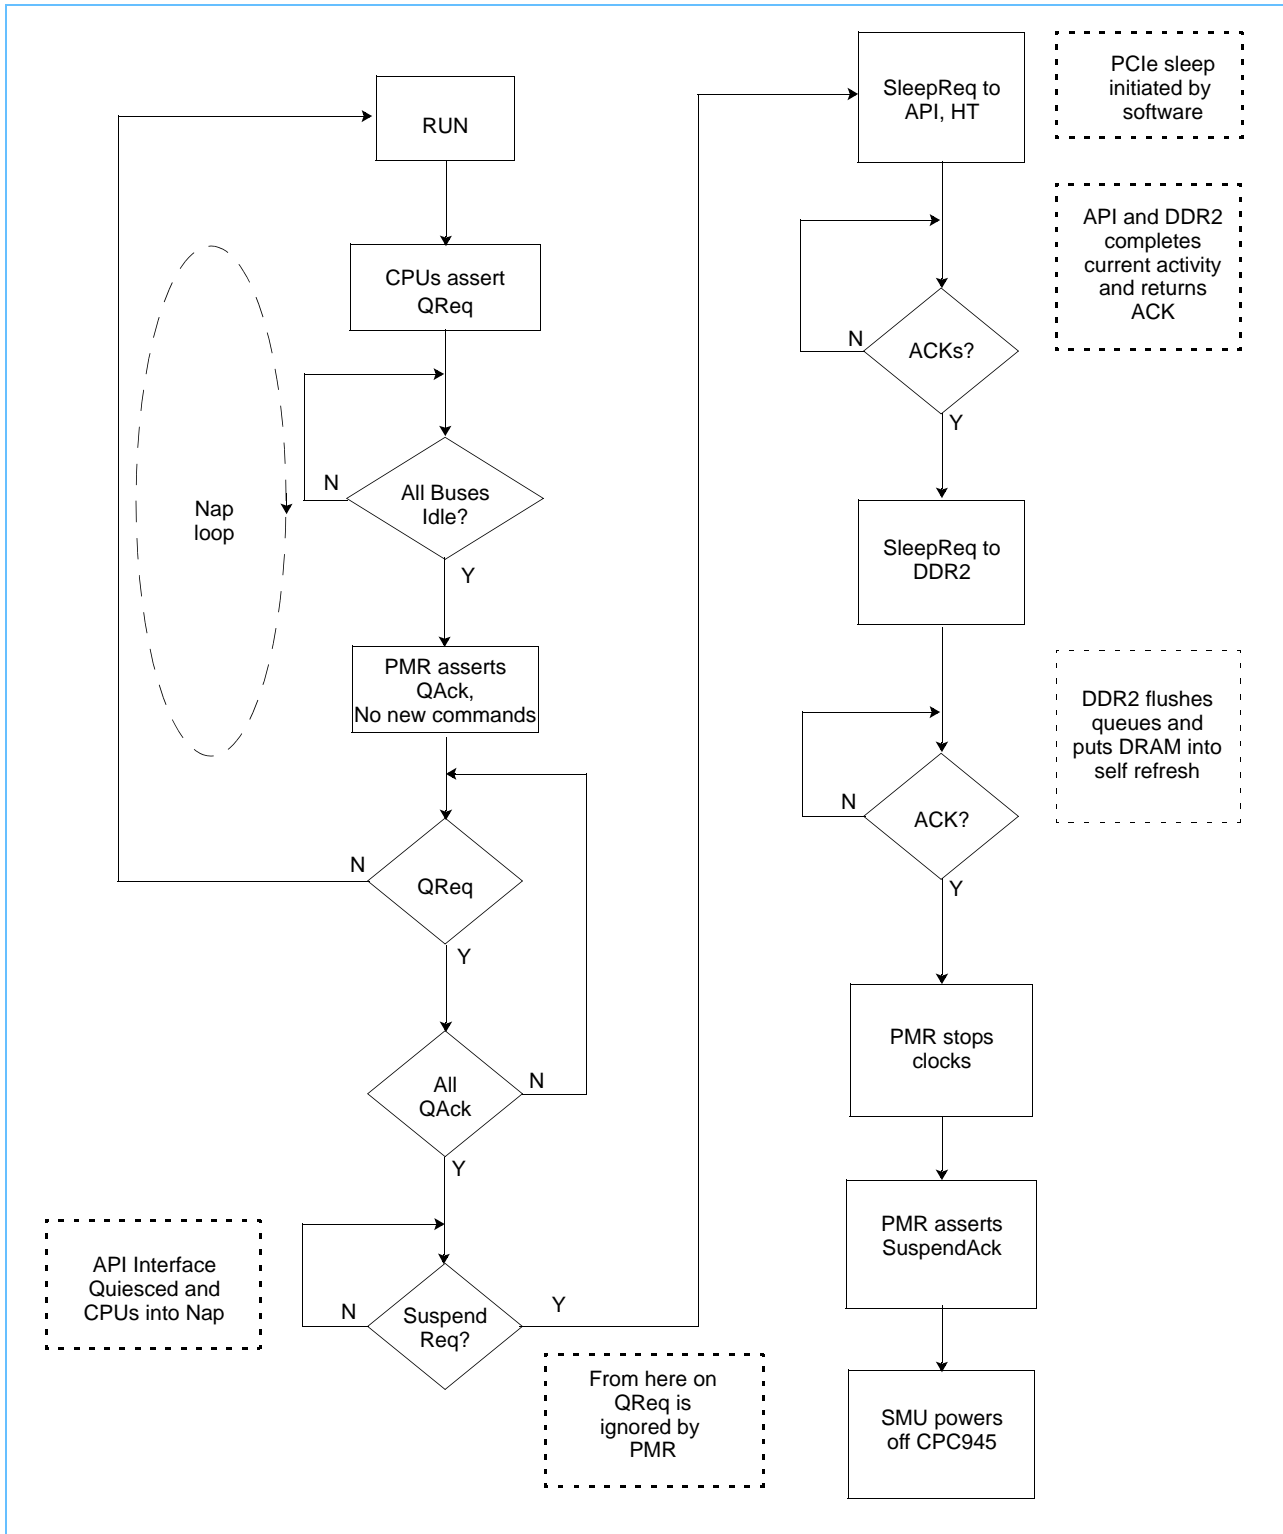 RUN
CPUs assert
QReq
N
All Buses
Idle?
Y
Nap
loop
PMR asserts
QAck,
No new commands
N
QReq
Y
All
QAck
N
Y
API Interface
Quiesced and
CPUs into Nap
N
Suspend
Req?
Y
From here on
QReq is
ignored by
PMR
SleepReq to
API, HT
PCIe sleep
initiated by
software
API and DDR2
completes
current activity
and returns
ACK
N
ACKs?
Y
SleepReq to
DDR2
DDR2 flushes
queues and
puts DRAM into
self refresh
N
ACK?
Y
PMR stops
clocks
PMR asserts
SuspendAck
SMU powers
off CPC945